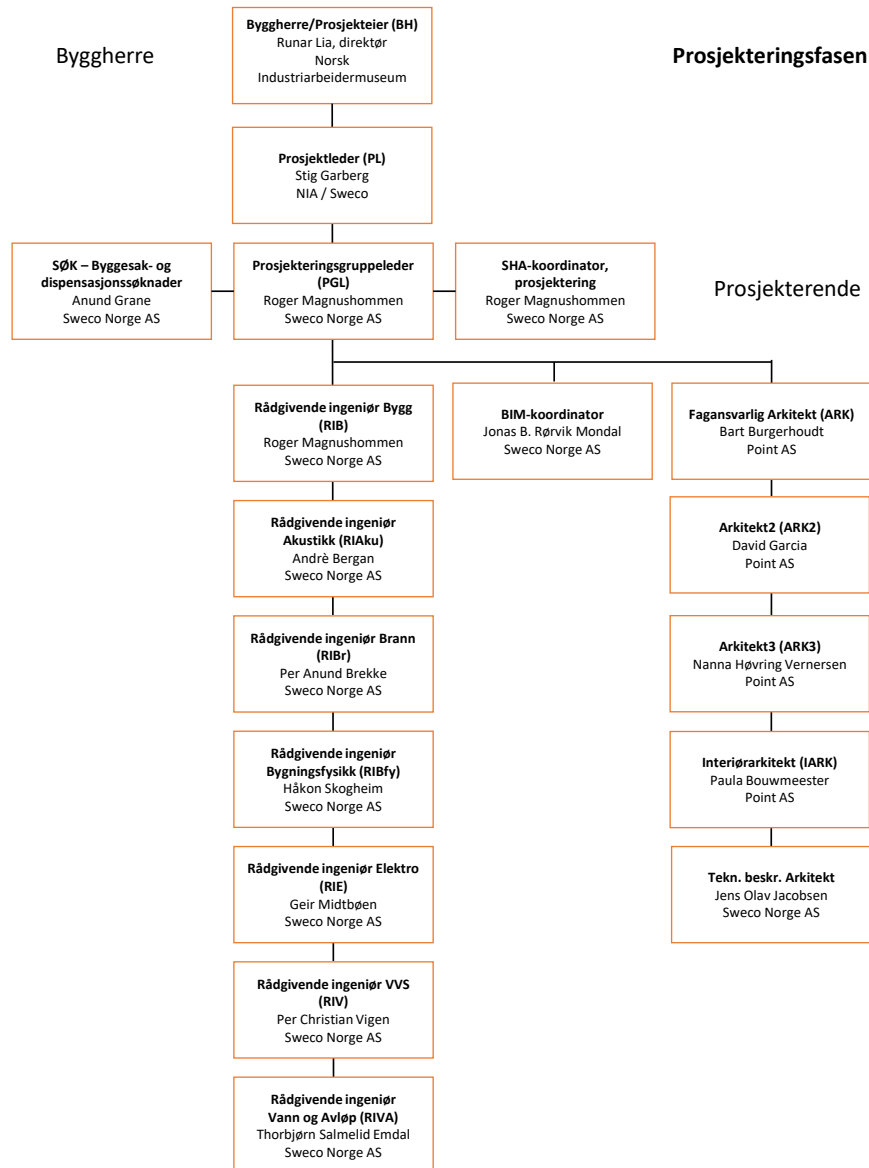 Byggherre
Prosjekteringsfasen
Byggherre/Prosjekteier (BH)
Runar Lia, direktør
Norsk
Industriarbeidermuseum
Prosjektleder (PL)
Stig Garberg
NIA / Sweco
SØK – Byggesak- og
dispensasjonssøknader
Anund Grane
Sweco Norge AS
Prosjekteringsgruppeleder
(PGL)
Roger Magnushommen
Sweco Norge AS
SHA-koordinator,
prosjektering
Roger Magnushommen
Sweco Norge AS
Prosjekterende
Rådgivende ingeniør Bygg
(RIB)
Roger Magnushommen
Sweco Norge AS
BIM-koordinator
Jonas B. Rørvik Mondal
Sweco Norge AS
Fagansvarlig Arkitekt (ARK)
Bart Burgerhoudt
Point AS
Rådgivende ingeniør
Akustikk (RIAku)
Andrè Bergan
Sweco Norge AS
Arkitekt2 (ARK2)
David Garcia
Point AS
Rådgivende ingeniør Brann
(RIBr)
Per Anund Brekke
Sweco Norge AS
Arkitekt3 (ARK3)
Nanna Høvring Vernersen
Point AS
Rådgivende ingeniør
Bygningsfysikk (RIBfy)
Håkon Skogheim
Sweco Norge AS
Interiørarkitekt (IARK)
Paula Bouwmeester
Point AS
Rådgivende ingeniør Elektro
(RIE)
Geir Midtbøen
Sweco Norge AS
Tekn. beskr. Arkitekt
Jens Olav Jacobsen
Sweco Norge AS
Rådgivende ingeniør VVS
(RIV)
Per Christian Vigen
Sweco Norge AS
Rådgivende ingeniør
Vann og Avløp (RIVA)
Thorbjørn Salmelid Emdal
Sweco Norge AS